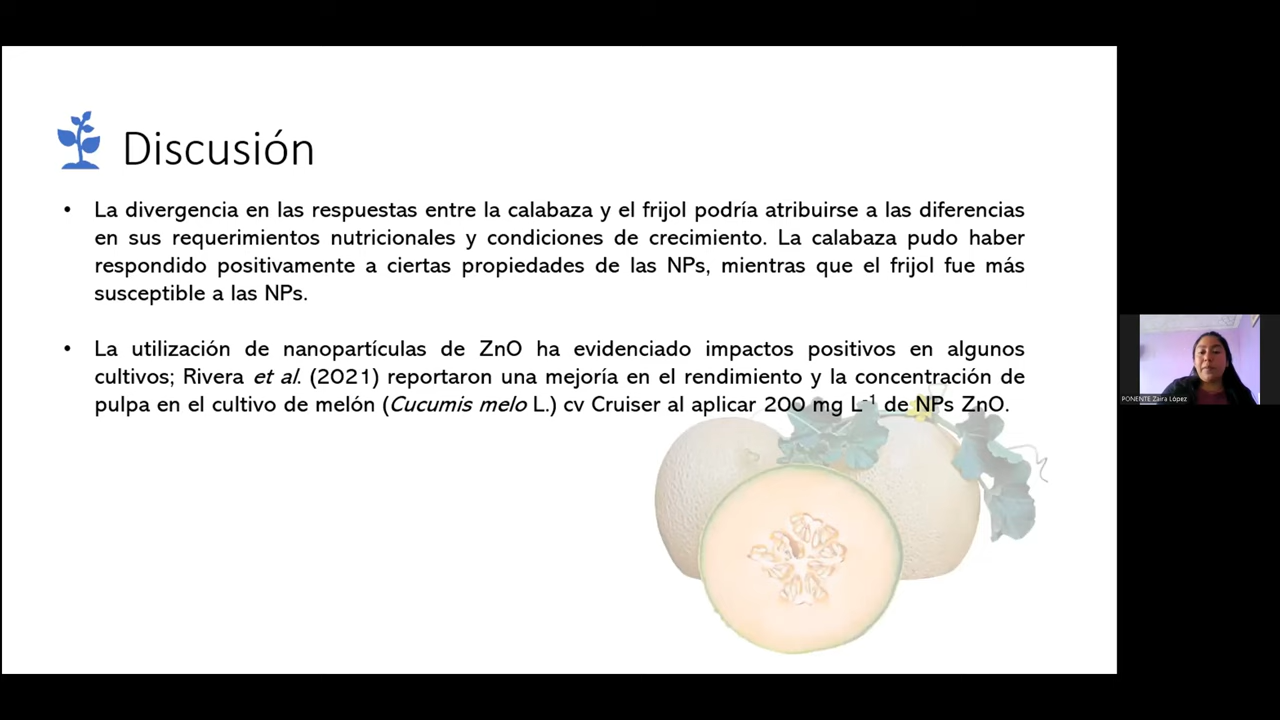 Discusión
• La divergencia en las respuestas entre la calabaza y el frijol podría atribuirse a las diferencias
en sus requerimientos nutricionales y condiciones de crecimiento. La calabaza pudo haber
respondido positivamente a ciertas propiedades de las NPs, mientras que el frijol fue más
susceptible a las NPs.
• La utilización de nanopartículas de ZnO ha evidenciado impactos positivos en algunos
cultivos; Rivera et al. (2021) reportaron una mejoría en el rendimiento y la concentración de
pulpa en el cultivo de melón (Cucumis melo L.) cv Cruiser al aplicar 200 mg L⁻¹ de NPs ZnO.
PONENTE Zaira López